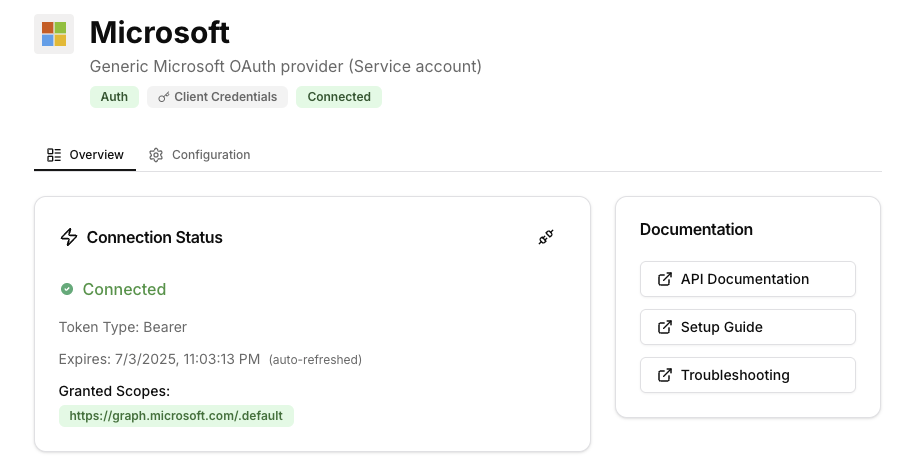 Microsoft
Generic Microsoft OAuth provider (Service account)
Auth Client Credentials Connected
Overview Configuration
Connection Status
Connected
Token Type: Bearer
Expires: 7/3/2025, 11:03:13 PM (auto-refreshed)
Granted Scopes:
https://graph.microsoft.com/.default
Documentation
API Documentation
Setup Guide
Troubleshooting